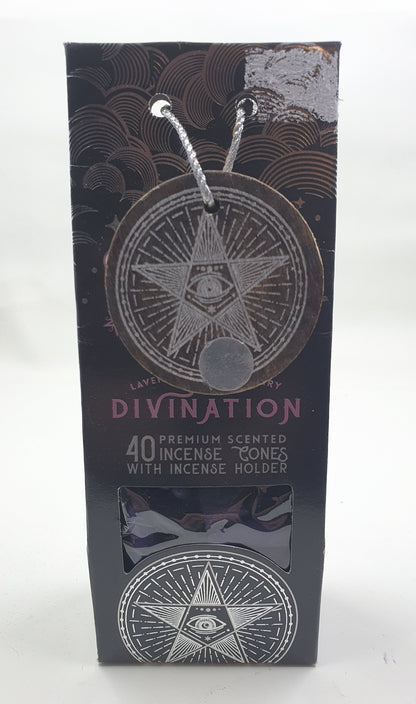 DIVINATION
40 PREMIUM SCENTED
INCENSE CONES
WITH INCENSE HOLDER